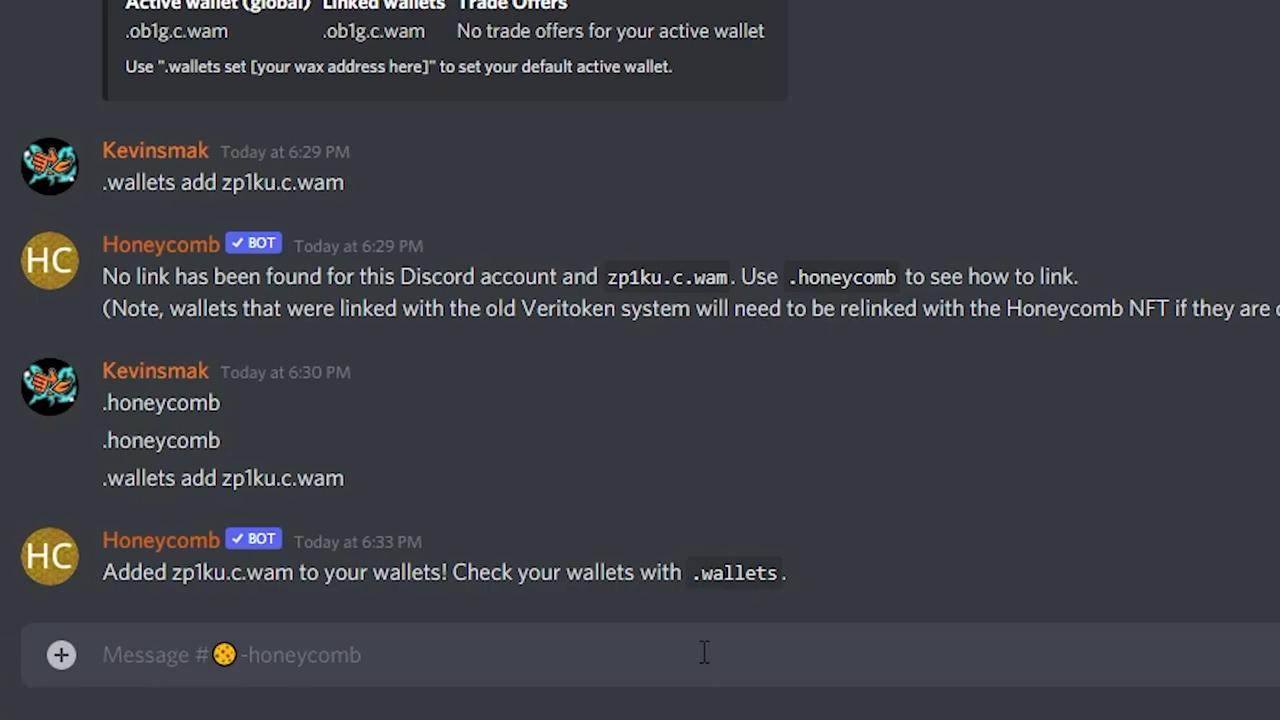 Active wallet (global) Linked wallets Trade Offers
.ob1g.c.wam .ob1g.c.wam No trade offers for your active wallet
Use ".wallets set [your wax address here]" to set your default active wallet.
Kevinsmak Today at 6:29 PM
.wallets add zp1ku.c.wam
HC Honeycomb ✓ BOT Today at 6:29 PM
No link has been found for this Discord account and zp1ku.c.wam. Use .honeycomb to see how to link.
(Note, wallets that were linked with the old Veritoken system will need to be relinked with the Honeycomb NFT if they are
Kevinsmak Today at 6:30 PM
.honeycomb
.honeycomb
.wallets add zp1ku.c.wam
HC Honeycomb ✓ BOT Today at 6:33 PM
Added zp1ku.c.wam to your wallets! Check your wallets with .wallets.
Message #🍪-honeycomb